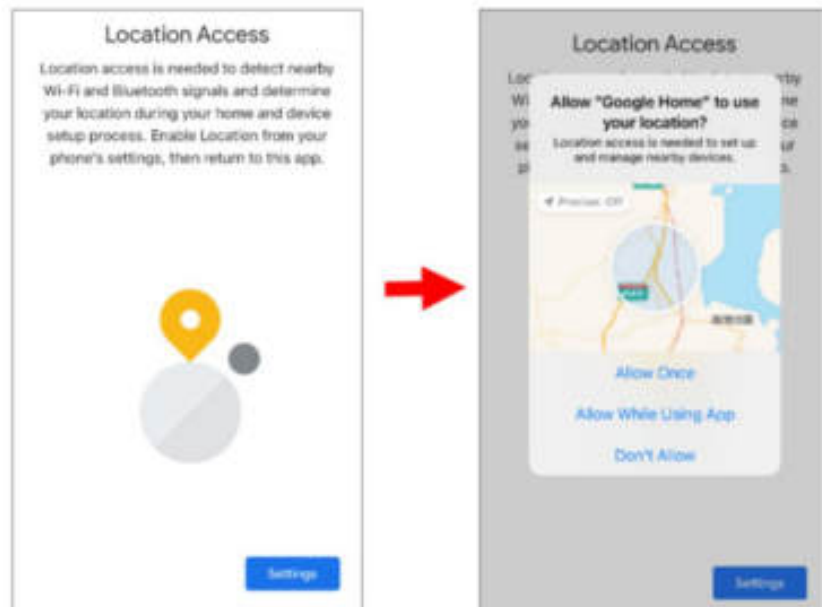 Location Access
Location access is needed to detect nearby
Wi-Fi and Bluetooth signals and determine
your location during your home and device
setup process. Enable Location from your
phone's settings, then return to this app.
Settings
Location Access
Allow "Google Home" to use
your location?
Location access is needed to set up
and manage nearby devices.
Precise: Off
Allow Once
Allow While Using App
Don't Allow
Settings